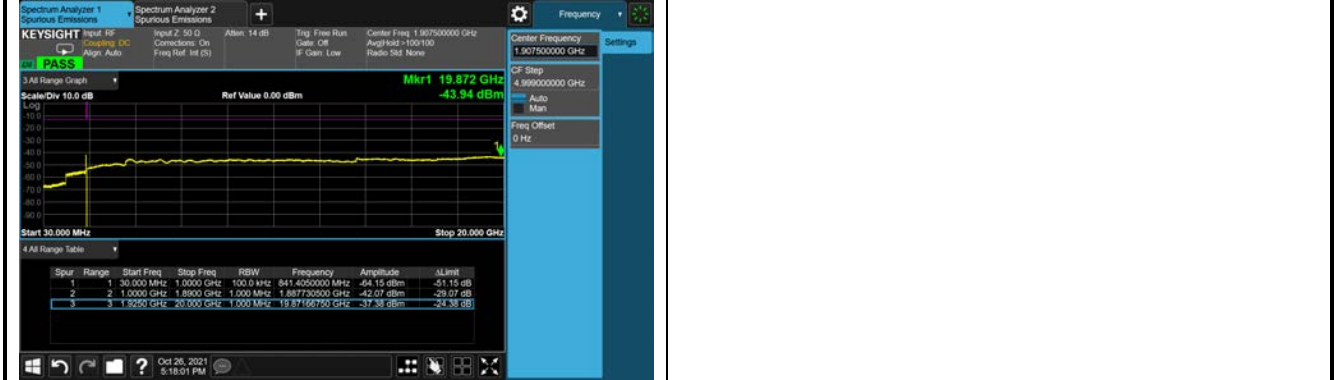 Spectrum Analyzer 1
Spurious Emissions
Spectrum Analyzer 2
Spurious Emissions
Frequency
KEYSIGHT
Input: RF
Coupling: DC
Align: Auto
Input Z: 50 Ω
Corrections: On
Freq Ref: Int (S)
Atten: 14 dB
Trig: Free Run
Gate: Off
IF Gain: Low
Center Freq: 1.907500000 GHz
Avg|Hold:>100/100
Radio Std: None
PASS
Center Frequency
1.907500000 GHz
Settings
CF Step
4.999000000 GHz
Auto
Man
Freq Offset
0 Hz
3 All Range Graph
Mkr1 19.872 GHz
-43.94 dBm
Scale/Div 10.0 dB
Ref Value 0.00 dBm
Log
-10.0
-20.0
-30.0
-40.0
-50.0
-60.0
-70.0
-80.0
-90.0
1
Start 30.000 MHz
Stop 20.000 GHz
4 All Range Table
Spur Range Start Freq Stop Freq RBW Frequency Amplitude ΔLimit
1 1 30.000 MHz 1.0000 GHz 100.0 kHz 841.4050000 MHz -64.15 dBm -51.15 dB
2 2 1.0000 GHz 1.8900 GHz 1.000 MHz 1.887730500 GHz -42.07 dBm -29.07 dB
3 3 1.9250 GHz 20.000 GHz 1.000 MHz 19.87166750 GHz -37.38 dBm -24.38 dB
Oct 26, 2021
5:18:01 PM